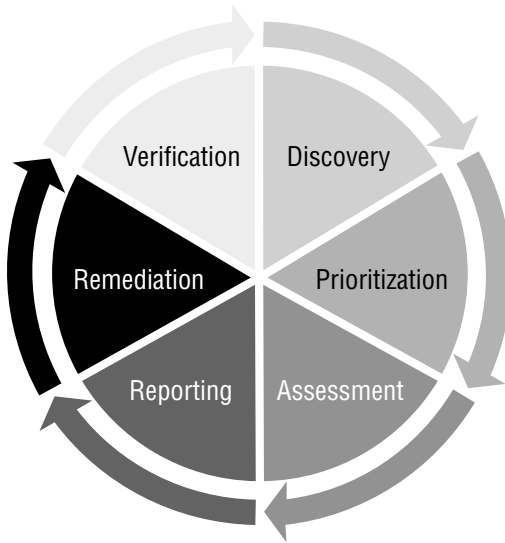 Verification
Discovery
Remediation
Prioritization
Reporting
Assessment